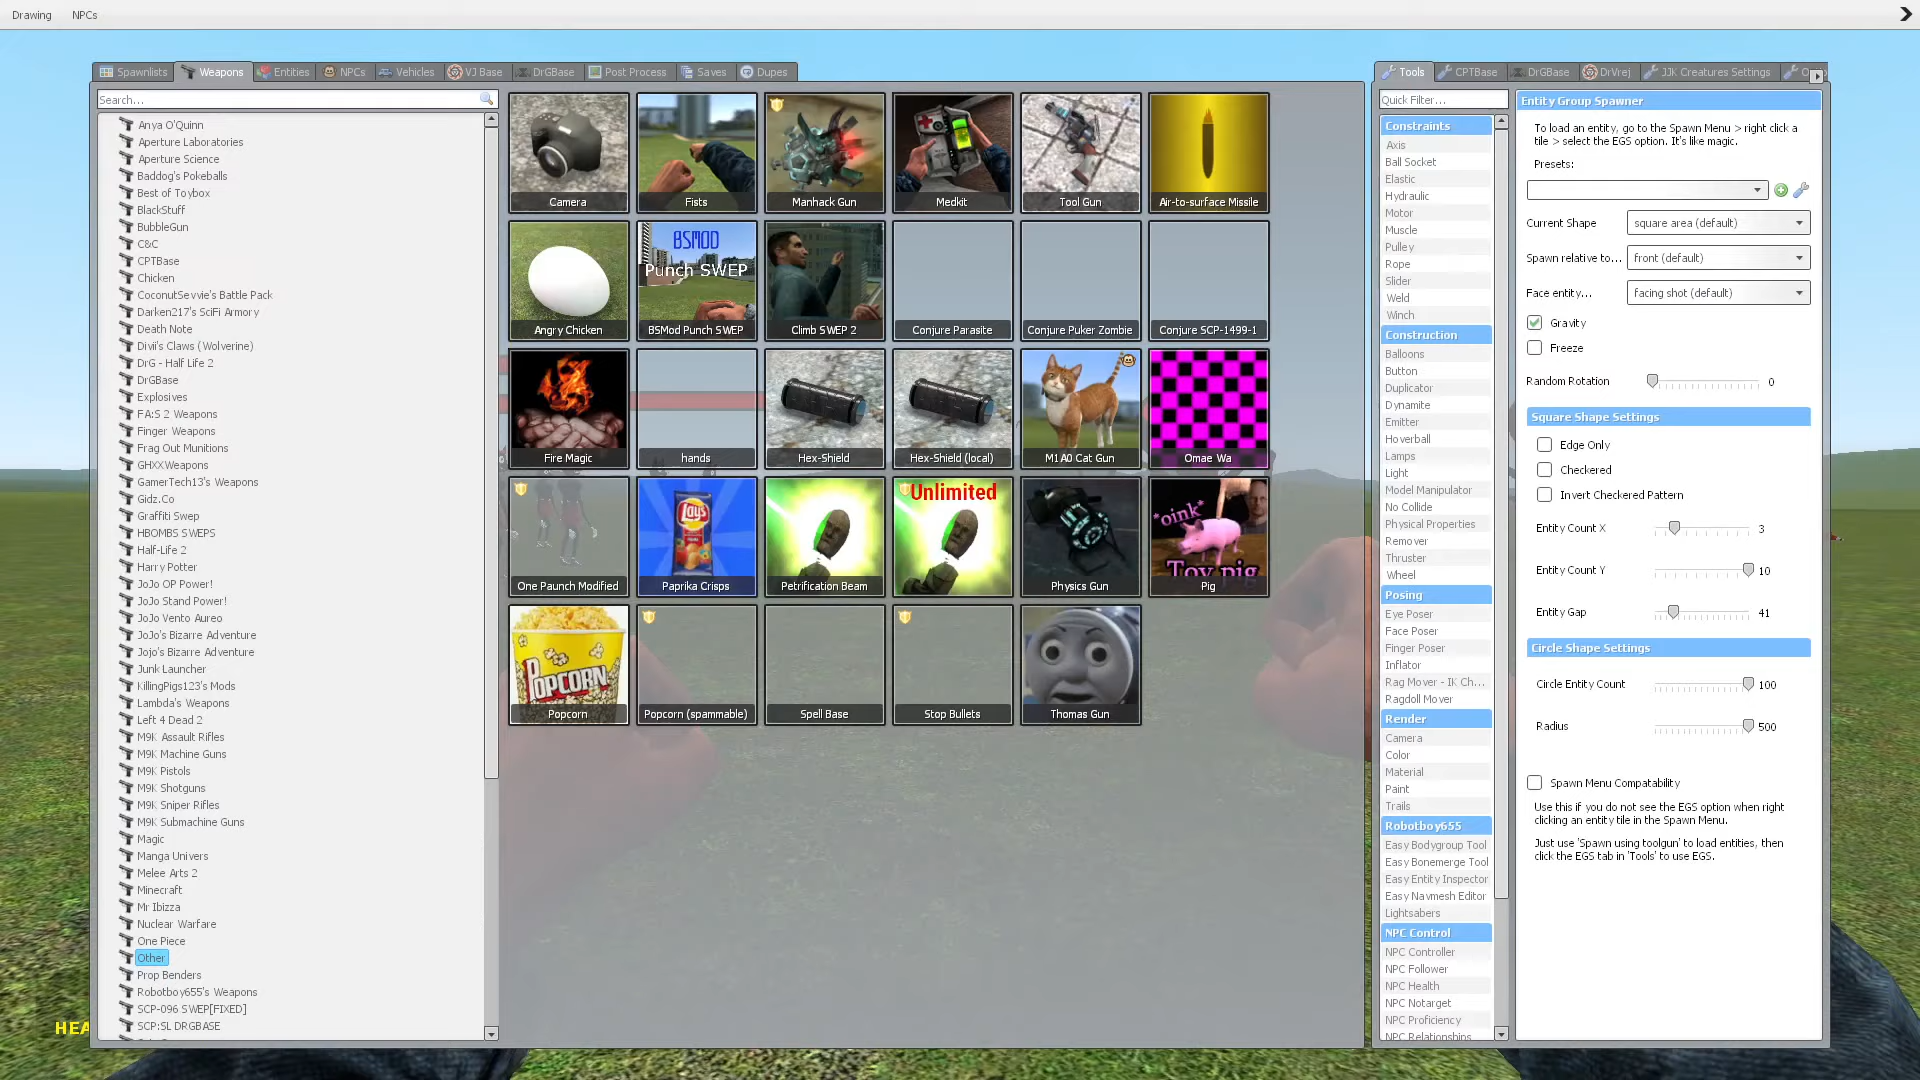 Drawing NPCs
Spawnlists Weapons Entities NPCs Vehicles VJ Base DrGBase Post Process Saves Dupes
Search...
Anya O'Quinn
Aperture Laboratories
Aperture Science
Baddog's Pokeballs
Best of Toybox
BlackStuff
BubbleGun
C&C
CPTBase
Chicken
CoconutSevvie's Battle Pack
Darken217's SciFi Armory
Death Note
Divii's Claws (Wolverine)
DrG - Half Life 2
DrGBase
Explosives
F.A:S 2 Weapons
Finger Weapons
Frag Out Munitions
GHXXWeapons
GamerTech13's Weapons
Gidz.Co
Graffiti Swep
HBOMBS SWEPS
Half-Life 2
Harry Potter
JoJo OP Power!
JoJo Stand Power!
JoJo Vento Aureo
JoJo's Bizarre Adventure
Jojo's Bizarre Adventure
Junk Launcher
KillingPigs123's Mods
Lambda's Weapons
Left 4 Dead 2
M9K Assault Rifles
M9K Machine Guns
M9K Pistols
M9K Shotguns
M9K Sniper Rifles
M9K Submachine Guns
Magic
Manga Univers
Melee Arts 2
Minecraft
Mr Ibizza
Nuclear Warfare
One Piece
Other
Prop Benders
Robotboy655's Weapons
SCP-096 SWEP[FIXED]
SCP:SL DRGBASE
HEA
Camera Fists Manhack Gun Medkit Tool Gun Air-to-surface Missile
BSMOD
Punch SWEP
Angry Chicken BSMod Punch SWEP Climb SWEP 2 Conjure Parasite Conjure Puker Zombie Conjure SCP-1499-1
Fire Magic hands Hex-Shield Hex-Shield (local) M1A0 Cat Gun Omae Wa
Lays
Unlimited
*oink*
Toy pig
One Paunch Modified Paprika Crisps Petrification Beam Physics Gun Pig
POPCORN
Popcorn Popcorn (spammable) Spell Base Stop Bullets Thomas Gun
Tools CPTBase DrGBase DrVrej JJK Creatures Settings
Quick Filter...
Constraints
Axis
Ball Socket
Elastic
Hydraulic
Motor
Muscle
Pulley
Rope
Slider
Weld
Winch
Construction
Balloons
Button
Duplicator
Dynamite
Emitter
Hoverball
Lamps
Light
Model Manipulator
No Collide
Physical Properties
Remover
Thruster
Wheel
Posing
Eye Poser
Face Poser
Finger Poser
Inflator
Rag Mover - IK Ch...
Ragdoll Mover
Render
Camera
Color
Material
Paint
Trails
Robotboy655
Easy Bodygroup Tool
Easy Bonemerge Tool
Easy Entity Inspector
Easy Navmesh Editor
Lightsabers
NPC Control
NPC Controller
NPC Follower
NPC Health
NPC Notarget
NPC Proficiency
NPC Relationships
Entity Group Spawner
To load an entity, go to the Spawn Menu > right click a
tile > select the EGS option. It's like magic.
Presets:
Current Shape square area (default)
Spawn relative to... front (default)
Face entity... facing shot (default)
Gravity
Freeze
Random Rotation 0
Square Shape Settings
Edge Only
Checkered
Invert Checkered Pattern
Entity Count X 3
Entity Count Y 10
Entity Gap 41
Circle Shape Settings
Circle Entity Count 100
Radius 500
Spawn Menu Compatability
Use this if you do not see the EGS option when right
clicking an entity tile in the Spawn Menu.
Just use 'Spawn using toolgun' to load entities, then
click the EGS tab in 'Tools' to use EGS.